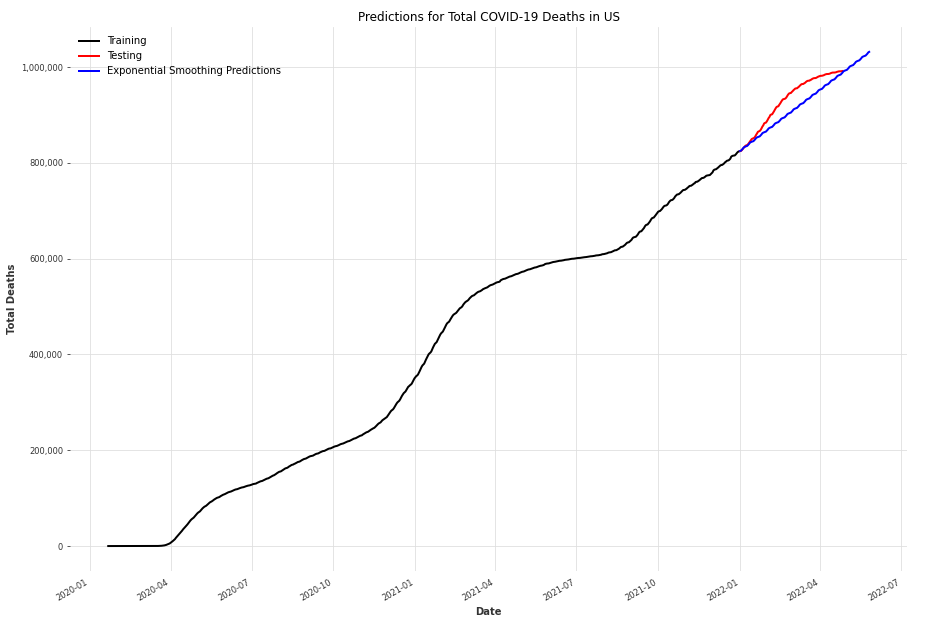 Predictions for Total COVID-19 Deaths in US
Training
Testing
Exponential Smoothing Predictions
1,000,000
800,000
600,000
400,000
200,000
0
Total Deaths
2020-01
2020-04
2020-07
2020-10
2021-01
2021-04
2021-07
2021-10
2022-01
2022-04
2022-07
Date